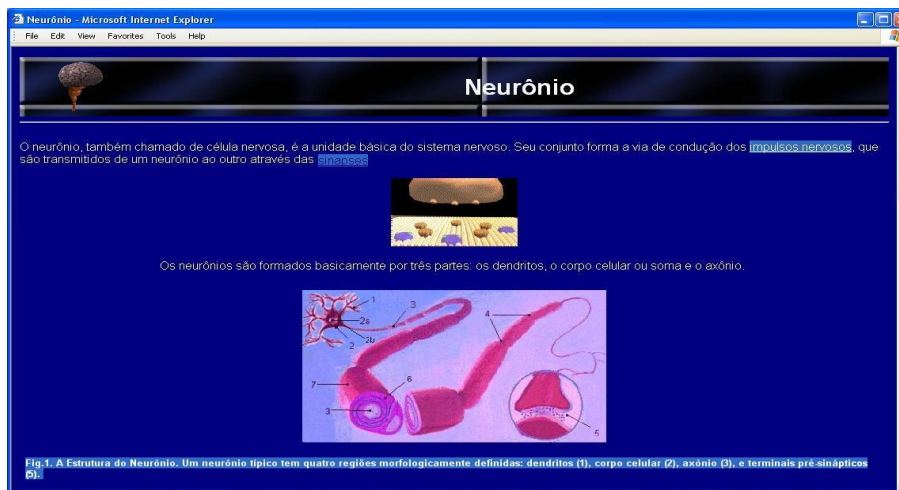 Neurônio - Microsoft Internet Explorer
File Edit View Favorites Tools Help
Neurônio
O neurônio, também chamado de célula nervosa, é a unidade básica do sistema nervoso. Seu conjunto forma a via de condução dos impulsos nervosos, que
são transmitidos de um neurônio ao outro através das sinapses
Os neurônios são formados basicamente por três partes: os dendritos, o corpo celular ou soma e o axônio.
1
2a
3
2b
2
4
7
6
3
5
Fig.1. A Estrutura do Neurónio. Um neurónio típico tem quatro regiões morfologicamente definidas: dendritos (1), corpo celular (2), axónio (3), e terminais pré-sinápticos
(5).